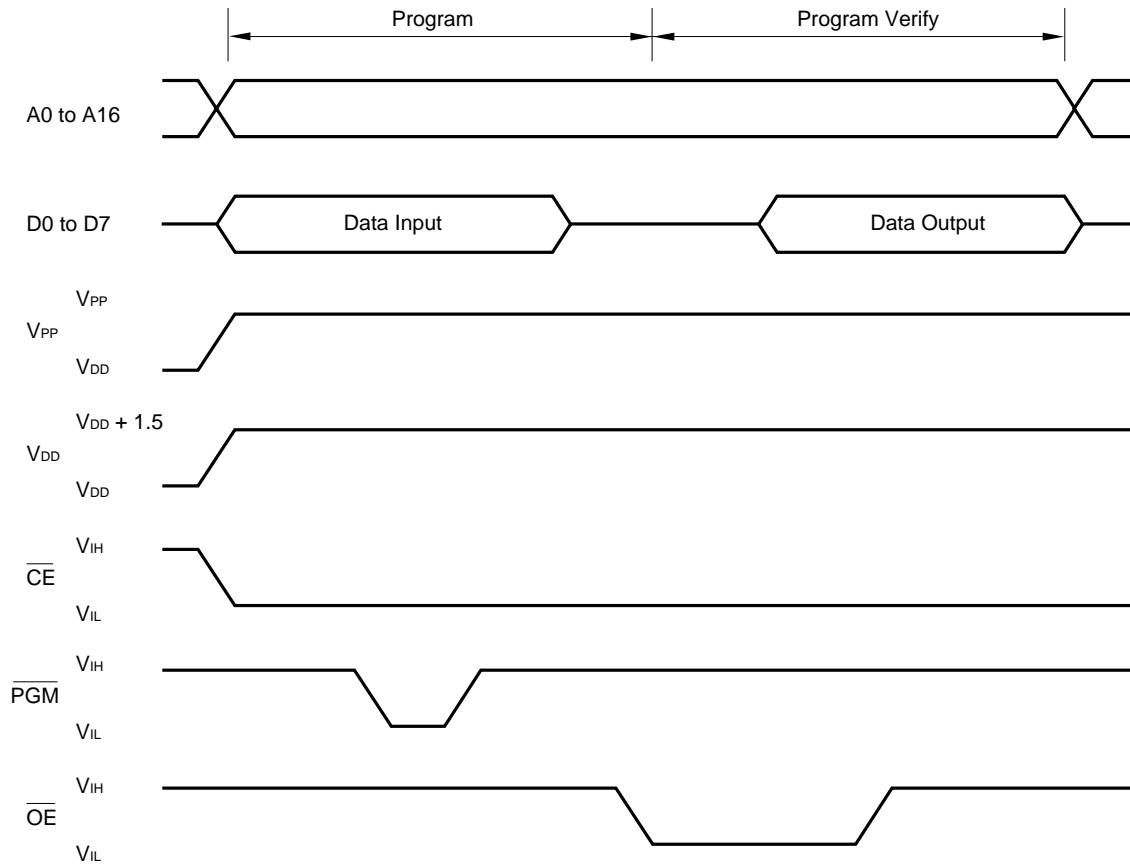 Program Program Verify
A0 to A16
D0 to D7 Data Input Data Output
VPP
VPP
VDD
VDD + 1.5
VDD
VDD
VIH
CE
VIL
VIH
PGM
VIL
VIH
OE
VIL